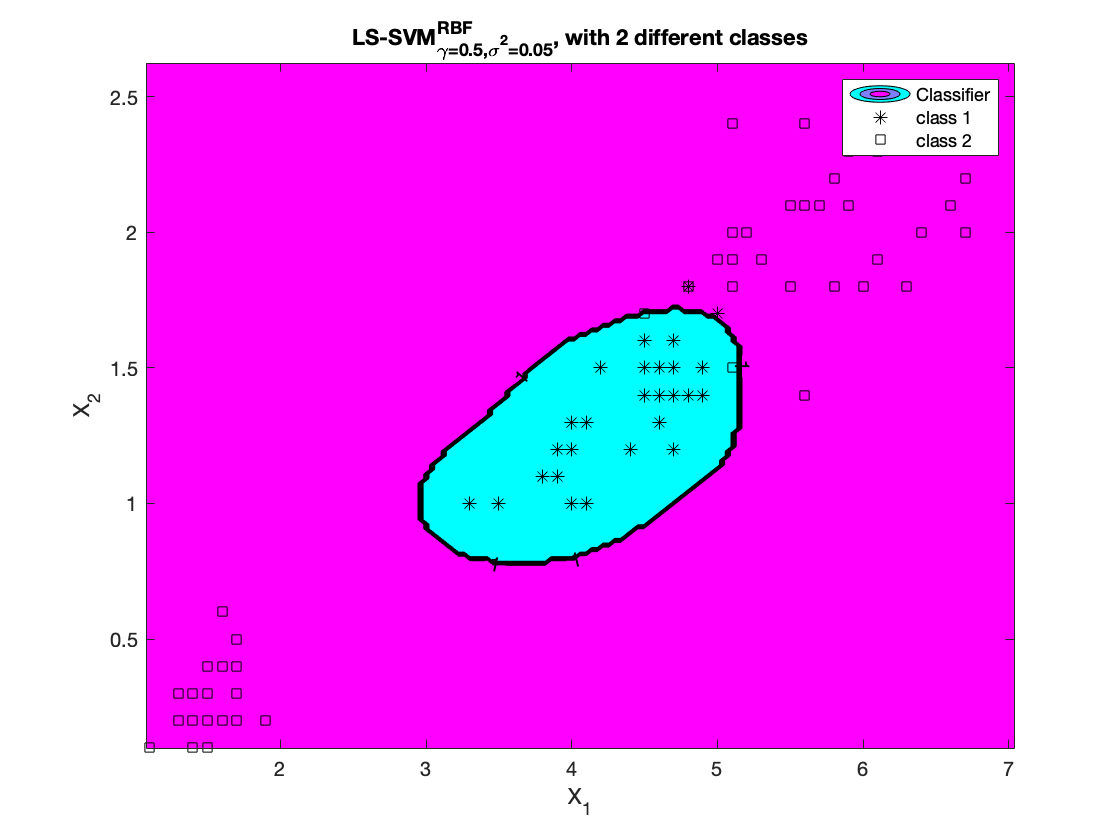 LS-SVM^RBF_γ=0.5,σ^2=0.05, with 2 different classes
Classifier
class 1
class 2
2.5
2
1.5
1
0.5
X_2
2 3 4 5 6 7
X_1